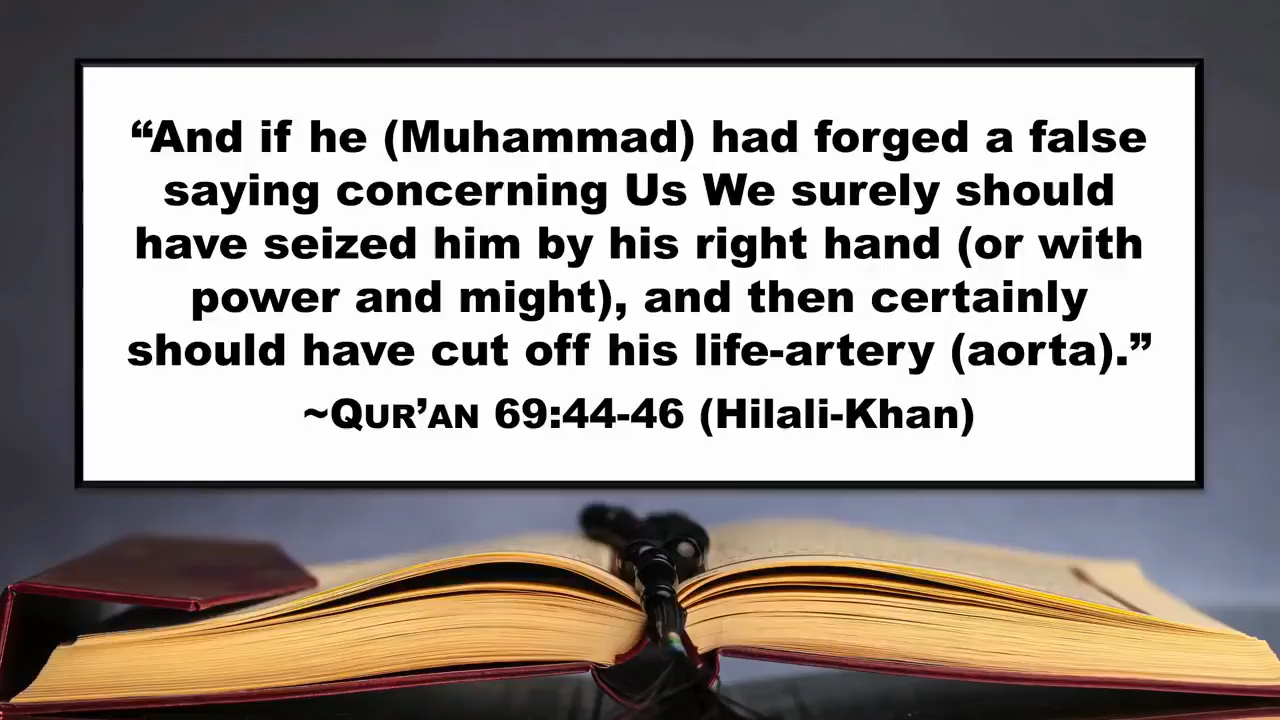 “And if he (Muhammad) had forged a false
saying concerning Us We surely should
have seized him by his right hand (or with
power and might), and then certainly
should have cut off his life-artery (aorta).”
~QUR’AN 69:44-46 (Hilali-Khan)